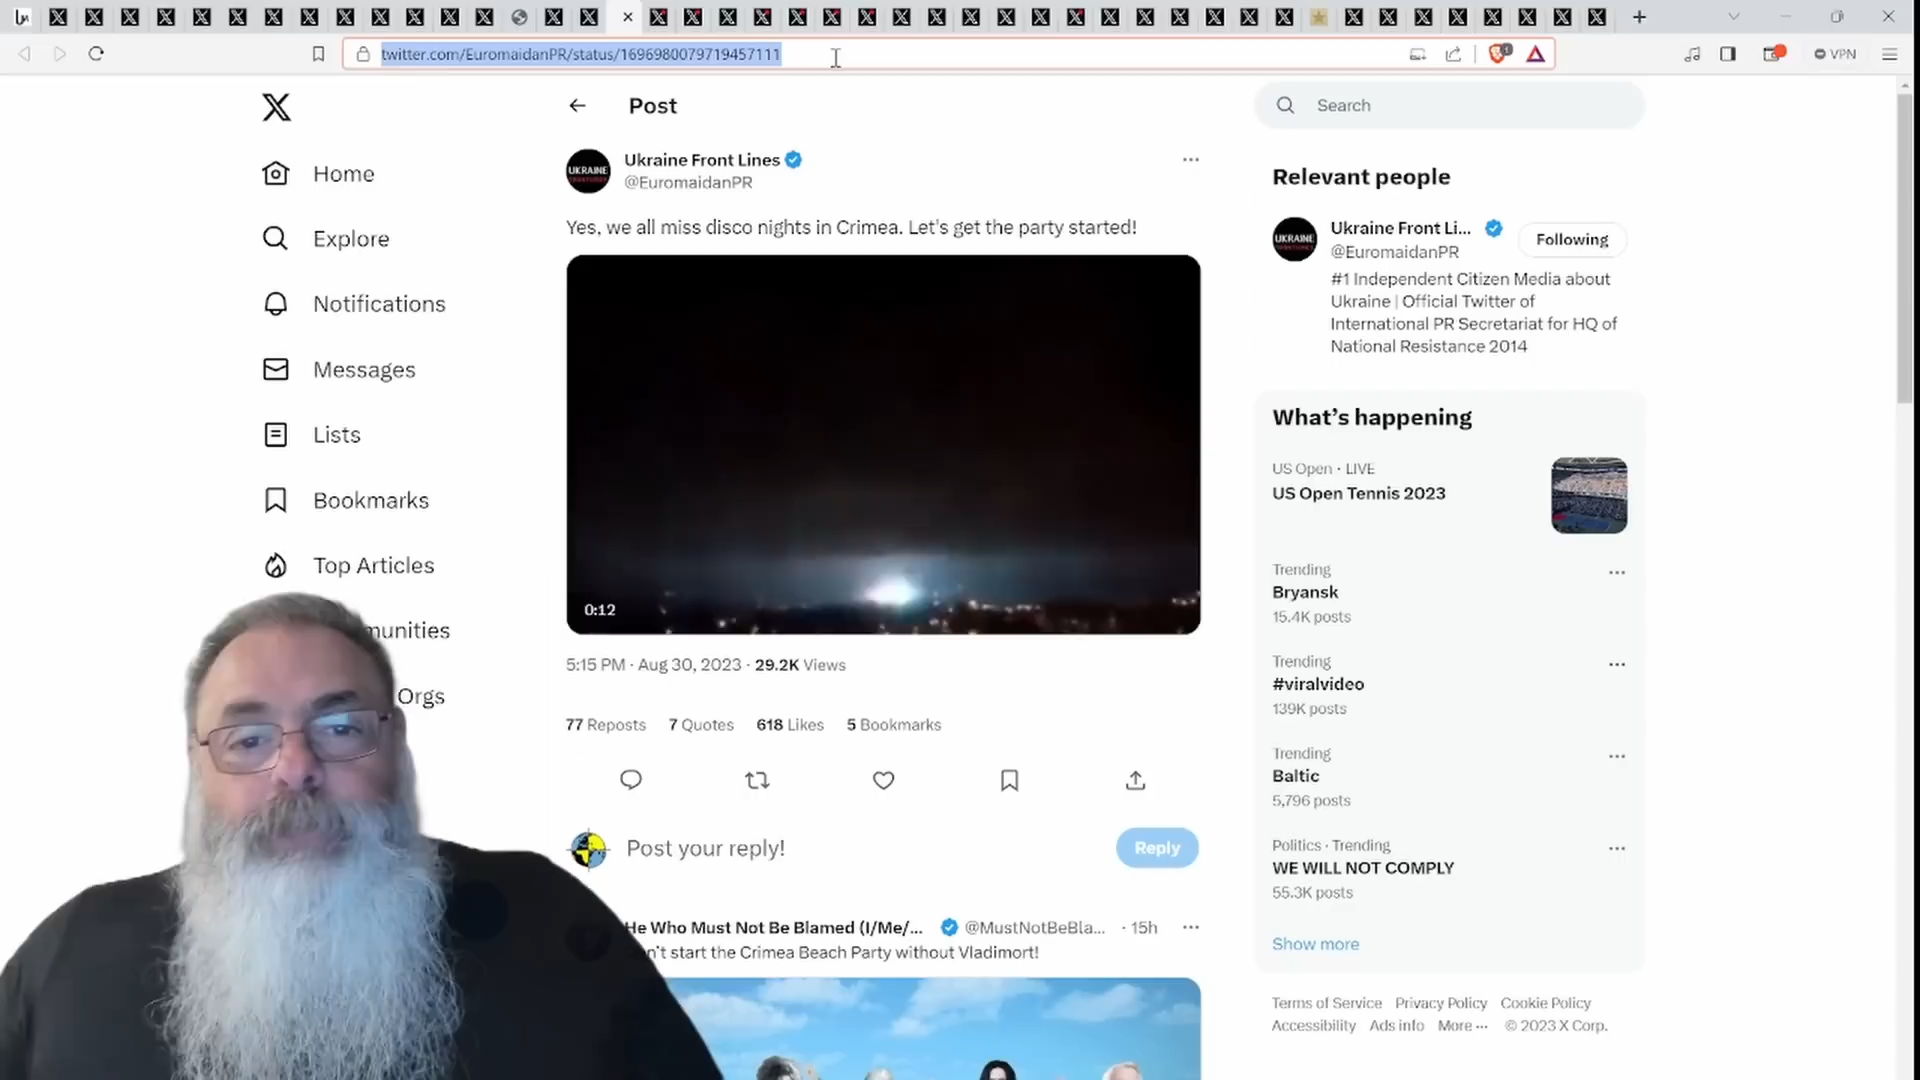 twitter.com/EuromaidanPR/status/1696980079719457111
VPN
Post
Search
Home
Explore
Notifications
Messages
Lists
Bookmarks
Top Articles
munities
Orgs
UKRAINE
Ukraine Front Lines
@EuromaidanPR
Yes, we all miss disco nights in Crimea. Let's get the party started!
0:12
5:15 PM · Aug 30, 2023 · 29.2K Views
77 Reposts 7 Quotes 618 Likes 5 Bookmarks
Post your reply!
Reply
He Who Must Not Be Blamed (I/Me/... @MustNotBeBla... · 15h
n't start the Crimea Beach Party without Vladimort!
Relevant people
UKRAINE
Ukraine Front Li...
@EuromaidanPR
Following
#1 Independent Citizen Media about
Ukraine | Official Twitter of
International PR Secretariat for HQ of
National Resistance 2014
What's happening
US Open · LIVE
US Open Tennis 2023
Trending
Bryansk
15.4K posts
Trending
#viralvideo
139K posts
Trending
Baltic
5,796 posts
Politics · Trending
WE WILL NOT COMPLY
55.3K posts
Show more
Terms of Service Privacy Policy Cookie Policy
Accessibility Ads info More ··· © 2023 X Corp.